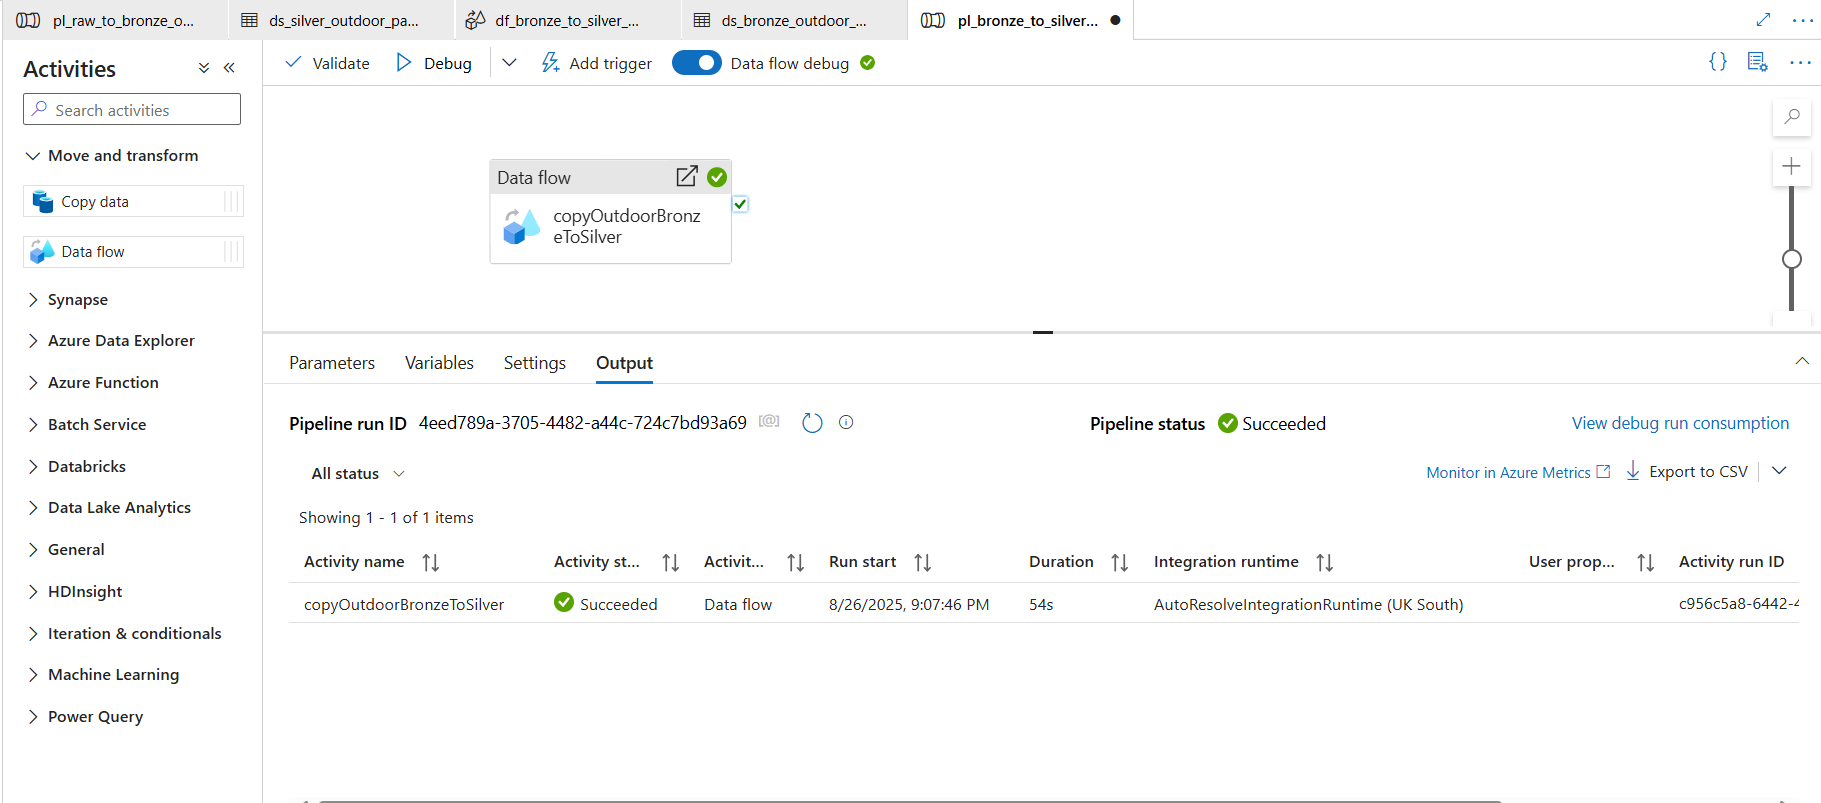 pl_raw_to_bronze_o...
ds_silver_outdoor_pa...
df_bronze_to_silver_...
ds_bronze_outdoor_...
pl_bronze_to_silver...
Activities
Search activities
Move and transform
Copy data
Data flow
Synapse
Azure Data Explorer
Azure Function
Batch Service
Databricks
Data Lake Analytics
General
HDInsight
Iteration & conditionals
Machine Learning
Power Query
Validate
Debug
Add trigger
Data flow debug
Data flow
copyOutdoorBronz
eToSilver
Parameters
Variables
Settings
Output
Pipeline run ID 4eed789a-3705-4482-a44c-724c7bd93a69
Pipeline status Succeeded
View debug run consumption
All status
Monitor in Azure Metrics
Export to CSV
Showing 1 - 1 of 1 items
Activity name Activity st... Activit... Run start Duration Integration runtime User prop... Activity run ID
copyOutdoorBronzeToSilver Succeeded Data flow 8/26/2025, 9:07:46 PM 54s AutoResolveIntegrationRuntime (UK South) c956c5a8-6442-4